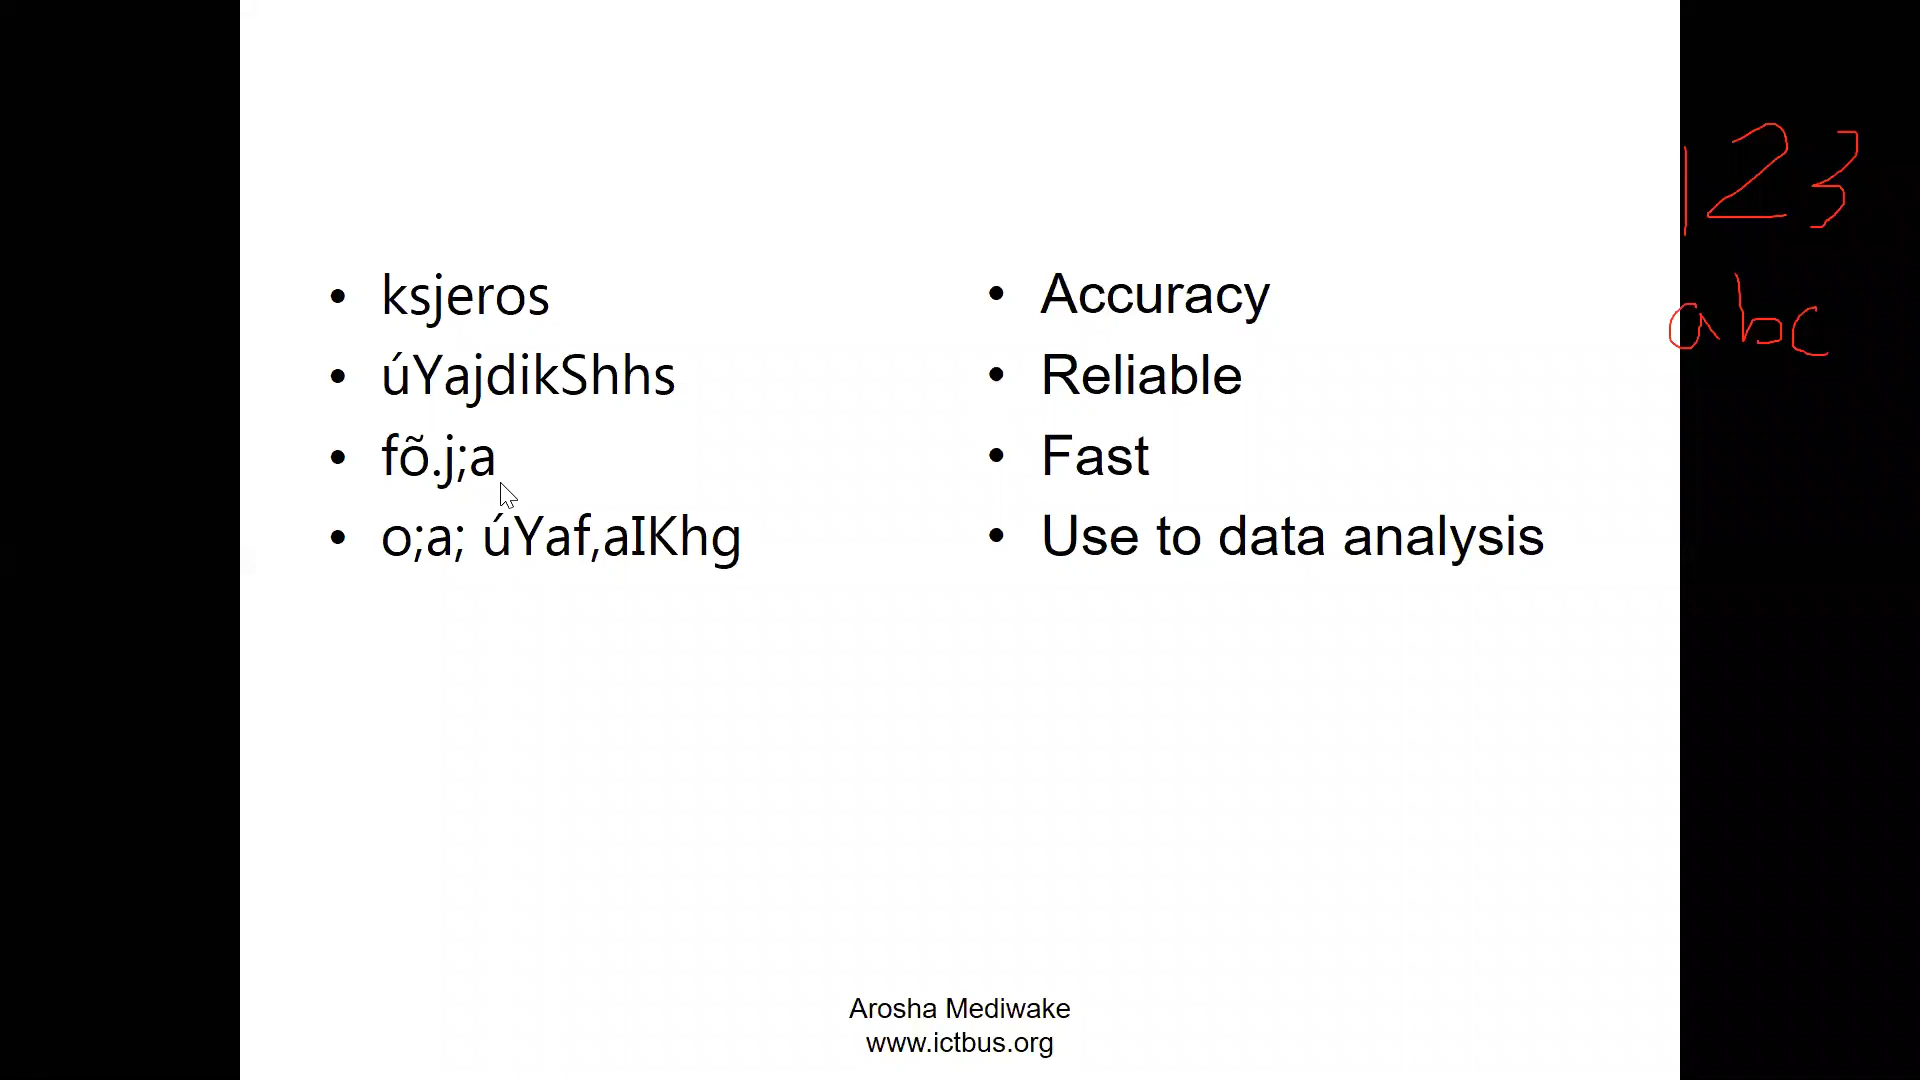 • ksjeros
• úYajdikShhs
• fõ.j;a
• o;a; úYaf,aIKhg
• Accuracy
• Reliable
• Fast
• Use to data analysis
123
abc
Arosha Mediwake
www.ictbus.org